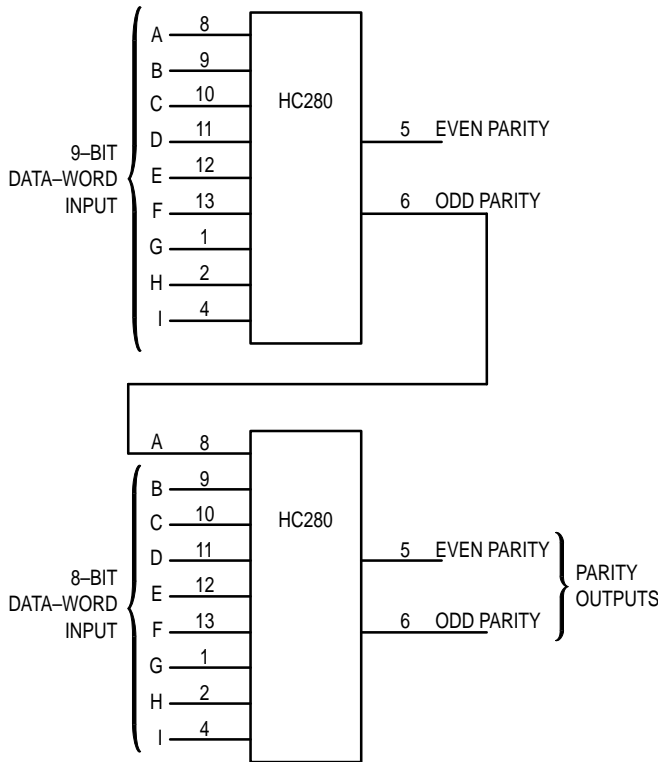 A 8
B 9
C 10
HC280
D 11
5 EVEN PARITY
9–BIT
DATA–WORD
INPUT
E 12
F 13
6 ODD PARITY
G 1
H 2
I 4
A 8
B 9
C 10
HC280
D 11
5 EVEN PARITY
8–BIT
DATA–WORD
INPUT
E 12
PARITY
OUTPUTS
F 13
6 ODD PARITY
G 1
H 2
I 4